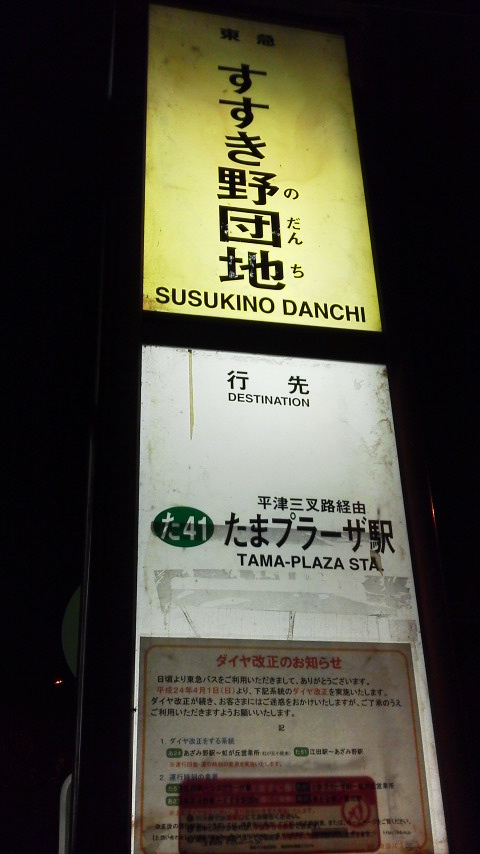 東急
すすき野団地
の だん ち
SUSUKINO DANCHI
行先
DESTINATION
平津三叉路経由
た41 たまプラーザ駅
TAMA-PLAZA STA.
ダイヤ改正のお知らせ
日頃より東急バスをご利用いただきまして、ありがとうございます。
平成24年4月1日(日)より、下記系統のダイヤ改正を実施いたします。
ダイヤ改正が続き、お客さまにはご迷惑をおかけいたしますが、ご了承のうえ
ご利用いただきますようお願いいたします。
記
1. ダイヤ改正をする系統
あざみ野駅~虹が丘営業所 江田駅~あざみ野駅
2. 運行時刻の変更